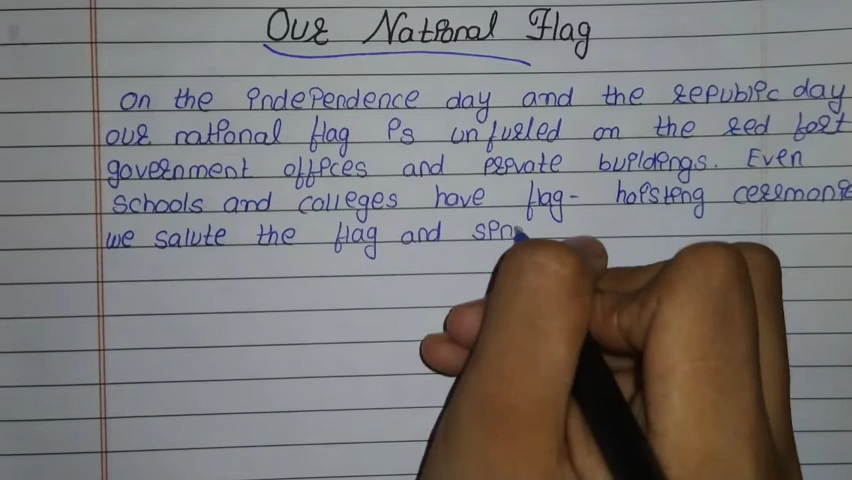 Our National Flag
On the independence day and the republic day
our national flag is unfurled on the red fort
government offices and private buildings. Even
schools and colleges have flag- hoisting ceremonie
we salute the flag and sin